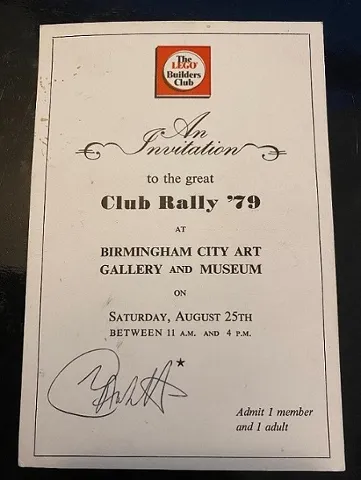 The
LEGO®
Builders
Club
An
Invitation
to the great
Club Rally '79
AT
BIRMINGHAM CITY ART
GALLERY AND MUSEUM
ON
SATURDAY, AUGUST 25TH
BETWEEN 11 A.M. AND 4 P.M.
*
Admit 1 member
and 1 adult